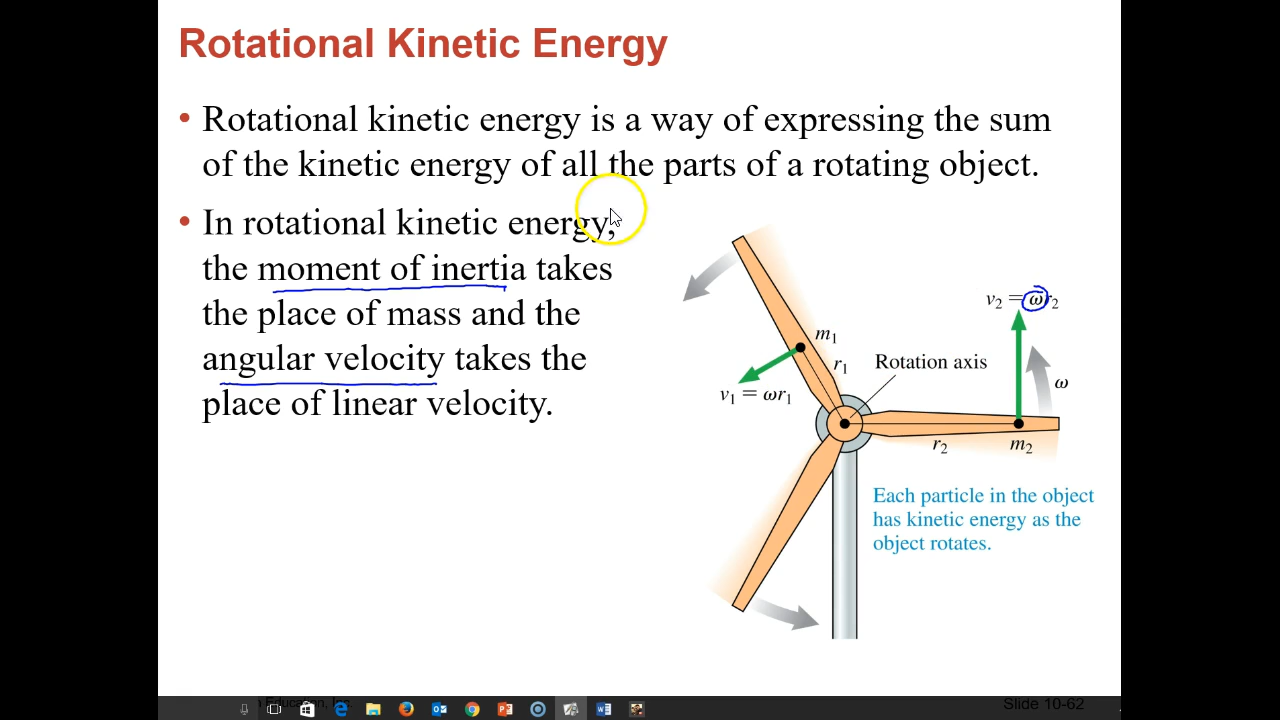 Rotational Kinetic Energy
• Rotational kinetic energy is a way of expressing the sum
of the kinetic energy of all the parts of a rotating object.
• In rotational kinetic energy,
the moment of inertia takes
the place of mass and the
angular velocity takes the
place of linear velocity.
v₂ = ωr₂
m₁
r₁
Rotation axis
ω
v₁ = ωr₁
r₂
m₂
Each particle in the object
has kinetic energy as the
object rotates.
Education, Inc.
Slide 10-62